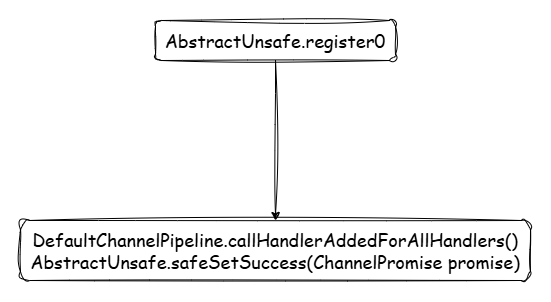 AbstractUnsafe.register0
DefaultChannelPipeline.callHandlerAddedForAllHandlers()
AbstractUnsafe.safeSetSuccess(ChannelPromise promise)